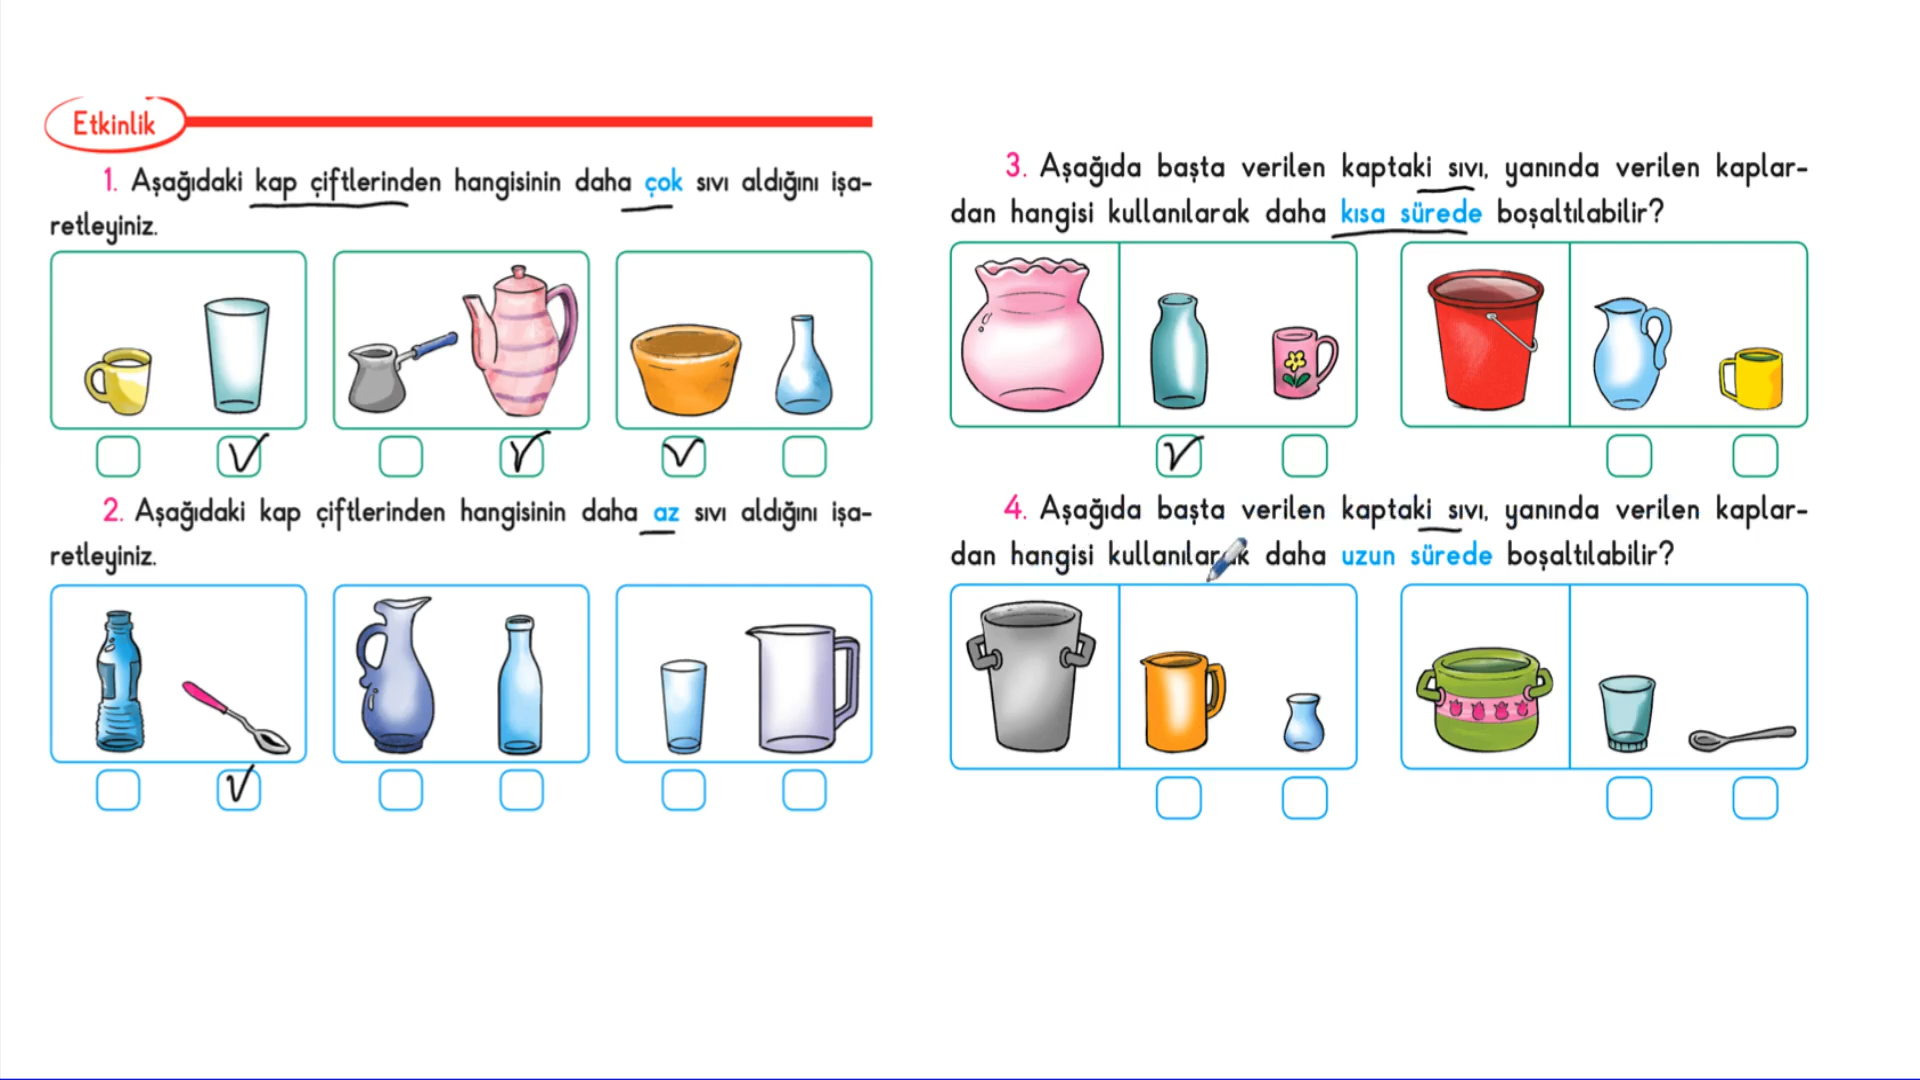 Etkinlik
1. Aşağıdaki kap çiftlerinden hangisinin daha çok sıvı aldığını işa-
retleyiniz.
2. Aşağıdaki kap çiftlerinden hangisinin daha az sıvı aldığını işa-
retleyiniz.
3. Aşağıda başta verilen kaptaki sıvı, yanında verilen kaplar-
dan hangisi kullanılarak daha kısa sürede boşaltılabilir?
4. Aşağıda başta verilen kaptaki sıvı, yanında verilen kaplar-
dan hangisi kullanılarak daha uzun sürede boşaltılabilir?